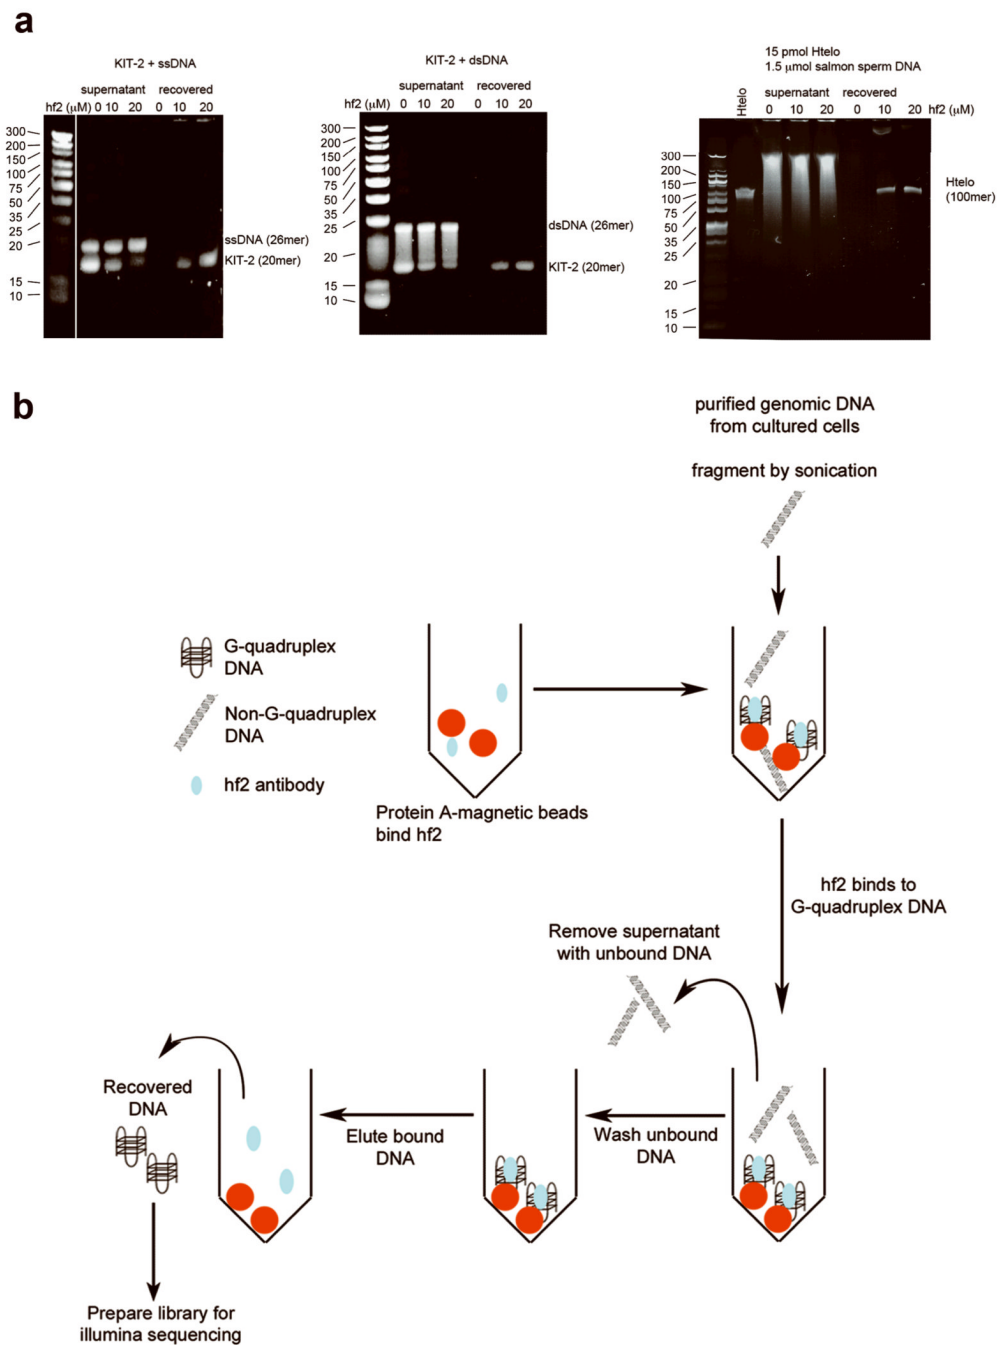 a
KIT-2 + ssDNA
supernatant recovered
hf2 (μM) 0 10 20 0 10 20
300
200
150
100
75
50
35
25
20
15
10
ssDNA (26mer)
KIT-2 (20mer)
KIT-2 + dsDNA
supernatant recovered
hf2 (μM) 0 10 20 0 10 20
300
200
150
100
75
50
35
25
20
15
10
dsDNA (26mer)
KIT-2 (20mer)
15 pmol Htelo
1.5 μmol salmon sperm DNA
Htelo
supernatant recovered
0 10 20 0 10 20 hf2 (μM)
300
200
150
100
75
50
35
25
20
15
10
Htelo
(100mer)
b
purified genomic DNA
from cultured cells
fragment by sonication
G-quadruplex
DNA
Non-G-quadruplex
DNA
hf2 antibody
Protein A-magnetic beads
bind hf2
hf2 binds to
G-quadruplex DNA
Remove supernatant
with unbound DNA
Wash unbound
DNA
Elute bound
DNA
Recovered
DNA
Prepare library for
illumina sequencing